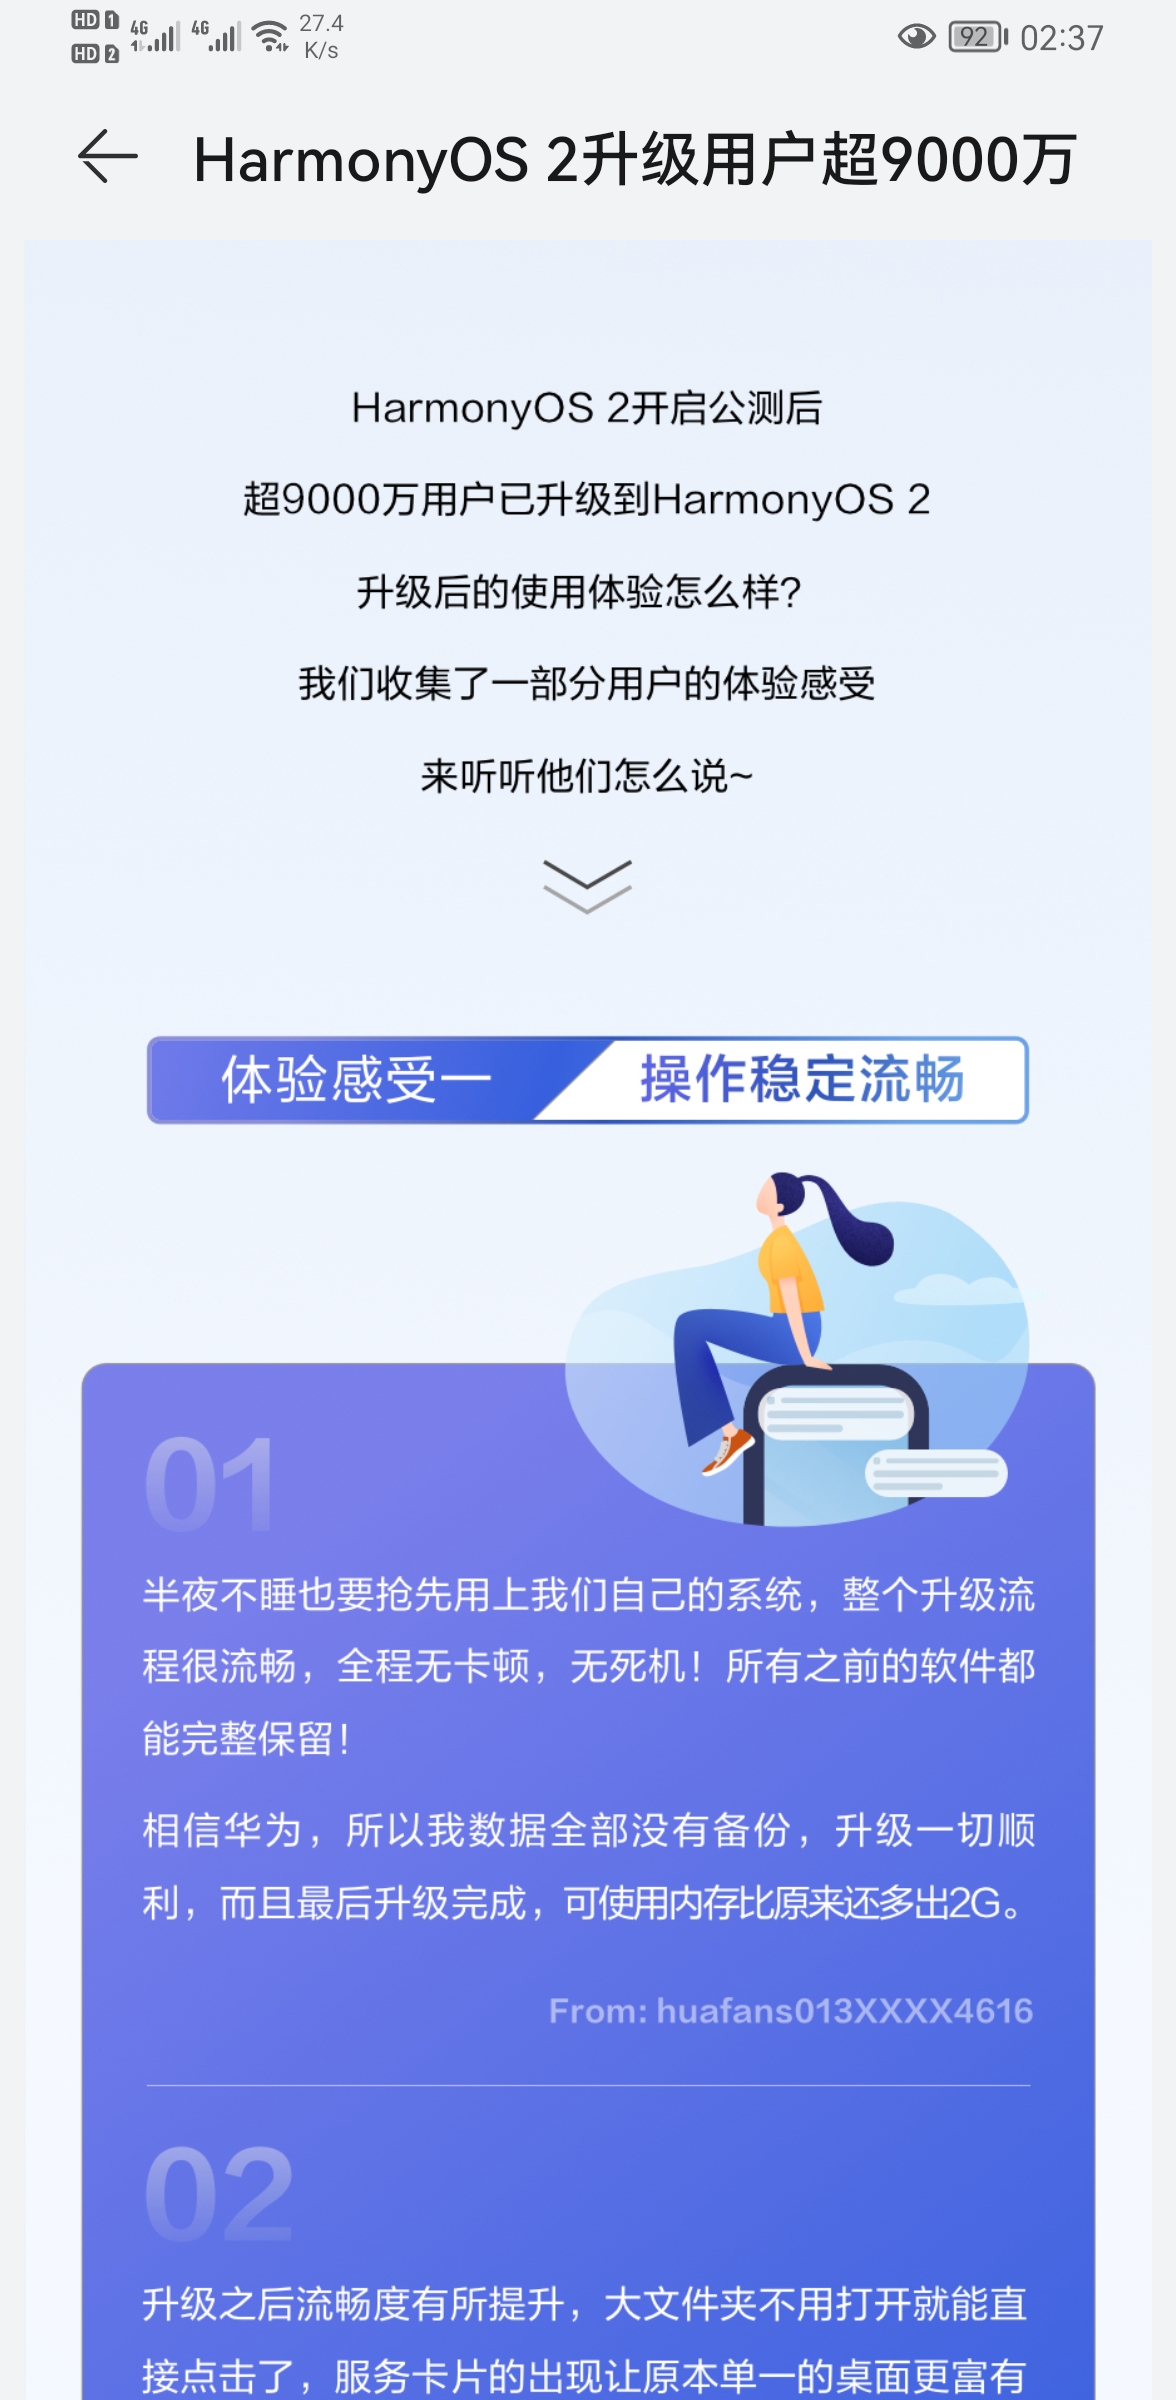 HD 1 4G 4G 27.4 92 02:37
HD 2 K/s
HarmonyOS 2升级用户超9000万
HarmonyOS 2开启公测后
超9000万用户已升级到HarmonyOS 2
升级后的使用体验怎么样?
我们收集了一部分用户的体验感受
来听听他们怎么说~
体验感受一 操作稳定流畅
01
半夜不睡也要抢先用上我们自己的系统，整个升级流
程很流畅，全程无卡顿，无死机！所有之前的软件都
能完整保留！
相信华为，所以我数据全部没有备份，升级一切顺
利，而且最后升级完成，可使用内存比原来还多出2G。
From: huafans013XXXX4616
02
升级之后流畅度有所提升，大文件夹不用打开就能直
接点击了，服务卡片的出现让原本单一的桌面更富有